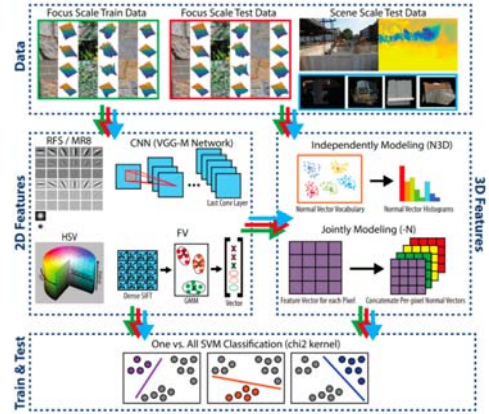 Focus Scale Train Data
Focus Scale Test Data
Scene Scale Test Data
Data
RFS / MR8
CNN (VGG-M Network)
Last Conv Layer
HSV
FV
Dense SIFT
GMM
Vector
2D Features
Independently Modeling (N3D)
Normal Vector Vocabulary
Normal Vector Histograms
Jointly Modeling (-N)
Feature Vector for each Pixel
Concatenate Per-pixel Normal Vectors
3D Features
One vs. All SVM Classification (chi2 kernel)
Train & Test